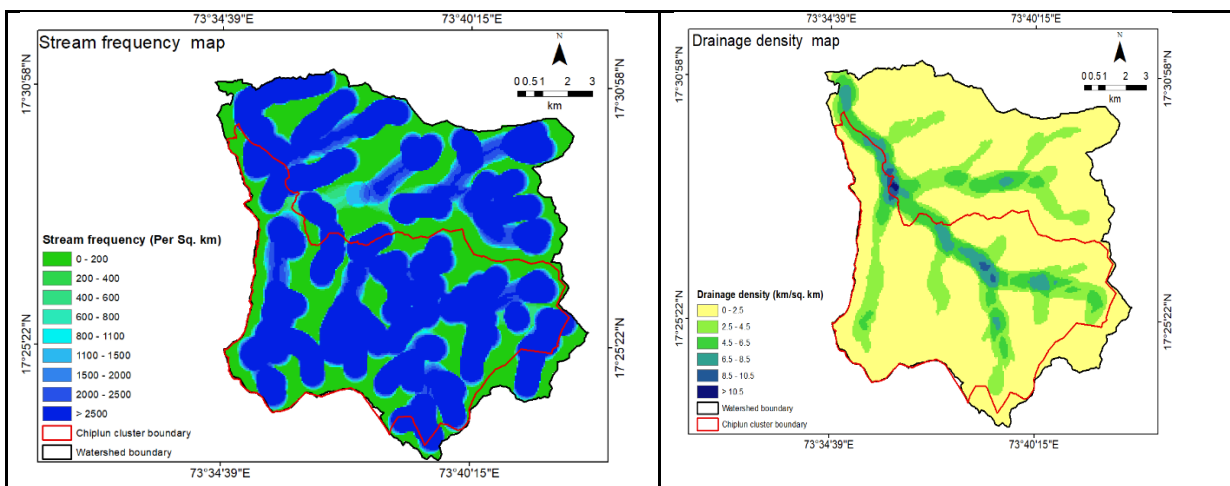 73°34'39"E
73°40'15"E
Stream frequency map
N
0 0.5 1 2 3
km
17°30'58"N
17°30'58"N
Stream frequency (Per Sq. km)
0 - 200
200 - 400
400 - 600
600 - 800
800 - 1100
1100 - 1500
1500 - 2000
2000 - 2500
> 2500
Chiplun cluster boundary
Watershed boundary
17°25'22"N
17°25'22"N
73°34'39"E
73°40'15"E
73°34'39"E
73°40'15"E
Drainage density map
N
0 0.5 1 2 3
km
17°30'58"N
17°30'58"N
Drainage density (km/sq. km)
0 - 2.5
2.5 - 4.5
4.5 - 6.5
6.5 - 8.5
8.5 - 10.5
> 10.5
Watershed boundary
Chiplun cluster boundary
17°25'22"N
17°25'22"N
73°34'39"E
73°40'15"E